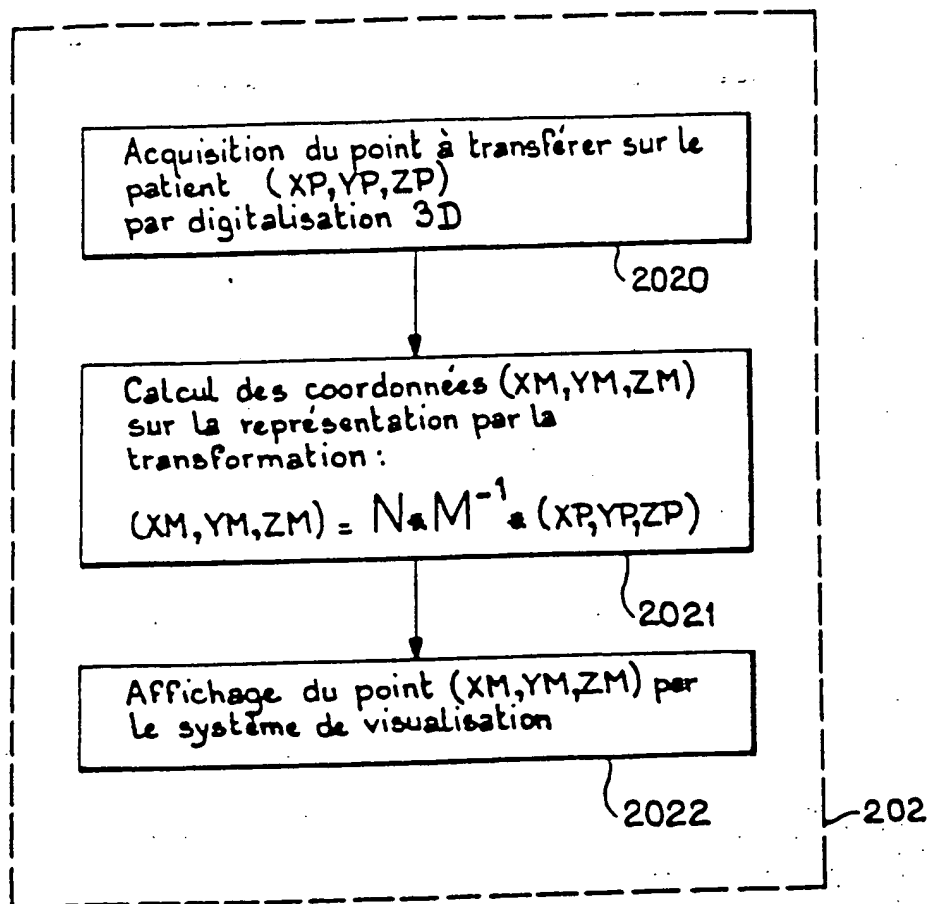 Acquisition du point à transférer sur le
patient (XP,YP,ZP)
par digitalisation 3D
2020
Calcul des coordonnées (XM,YM,ZM)
sur la représentation par la
transformation :
(XM,YM,ZM) = N*M⁻¹* (XP,YP,ZP)
2021
Affichage du point (XM,YM,ZM) par
le système de visualisation
2022
202